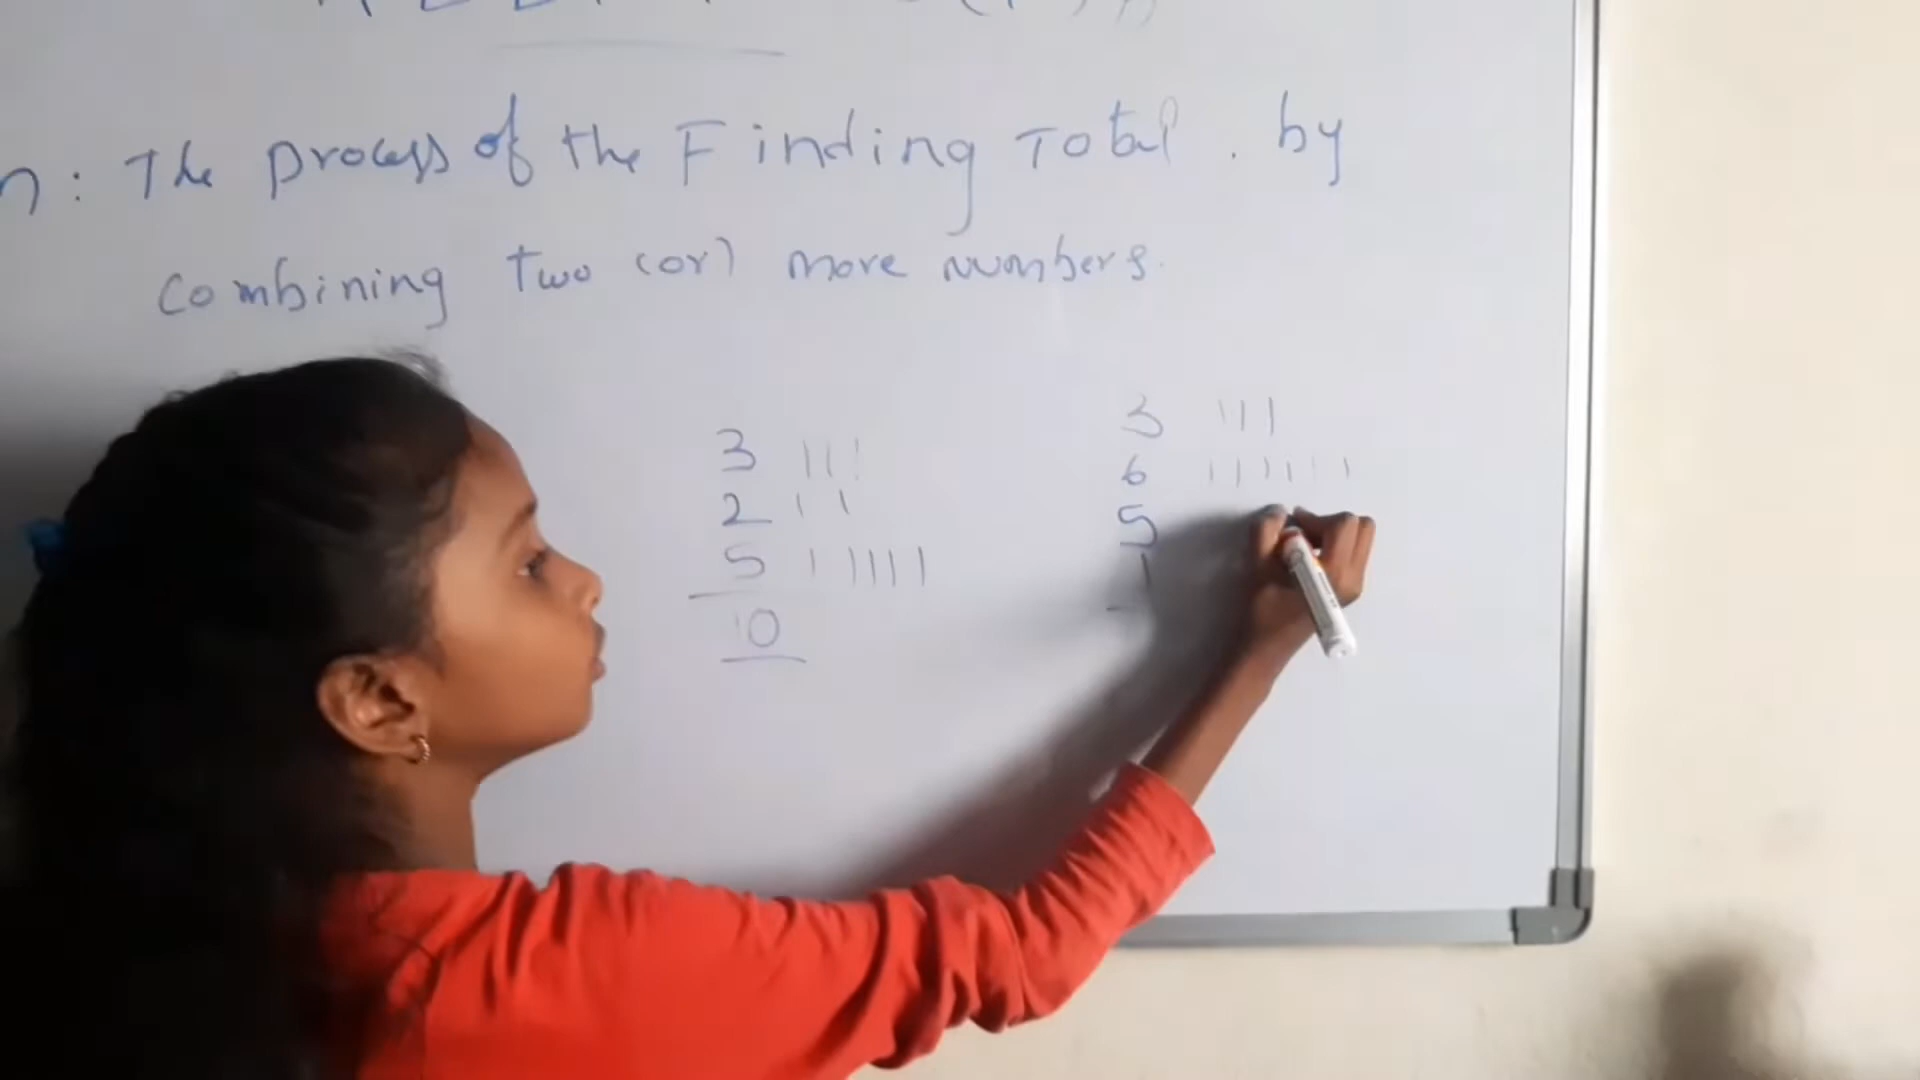 n: The process of the Finding Total. by
combining two (or) more numbers.
3 | | |
2 | |
5 | | | | |
10
3 | | |
6 | | | | | |
5
1